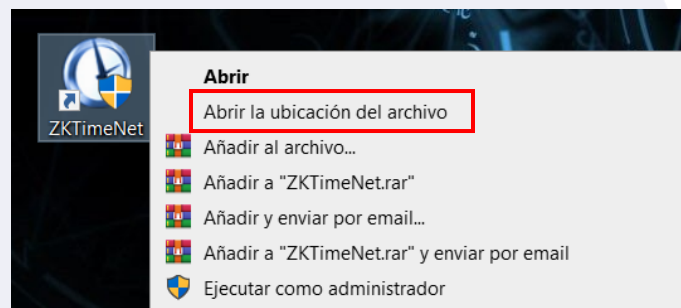 ZKTimeNet
Abrir
Abrir la ubicación del archivo
Añadir al archivo...
Añadir a "ZKTimeNet.rar"
Añadir y enviar por email...
Añadir a "ZKTimeNet.rar" y enviar por email
Ejecutar como administrador